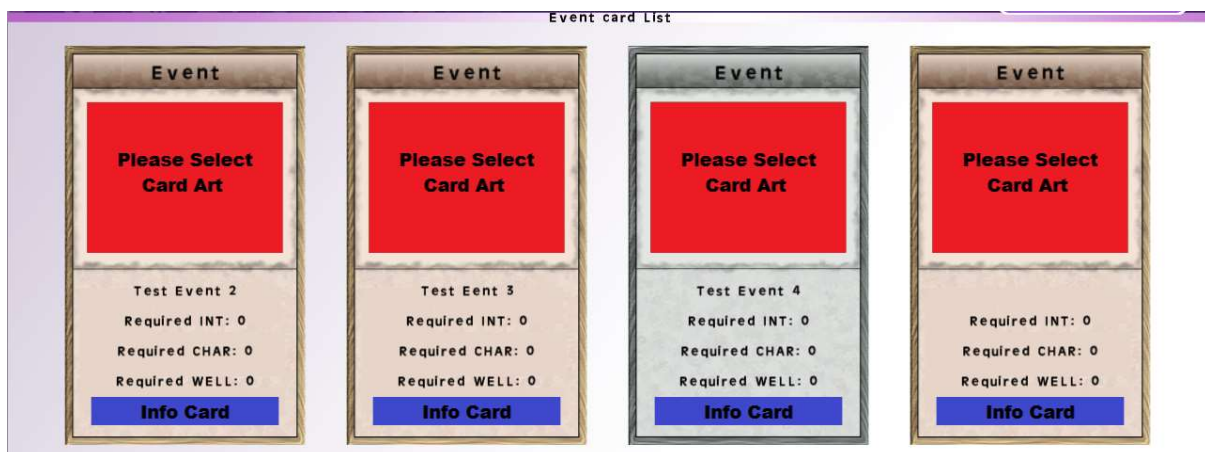 Event card List
Event
Please Select
Card Art
Test Event 2
Required INT: 0
Required CHAR: 0
Required WELL: 0
Info Card
Event
Please Select
Card Art
Test Eent 3
Required INT: 0
Required CHAR: 0
Required WELL: 0
Info Card
Event
Please Select
Card Art
Test Event 4
Required INT: 0
Required CHAR: 0
Required WELL: 0
Info Card
Event
Please Select
Card Art
Required INT: 0
Required CHAR: 0
Required WELL: 0
Info Card